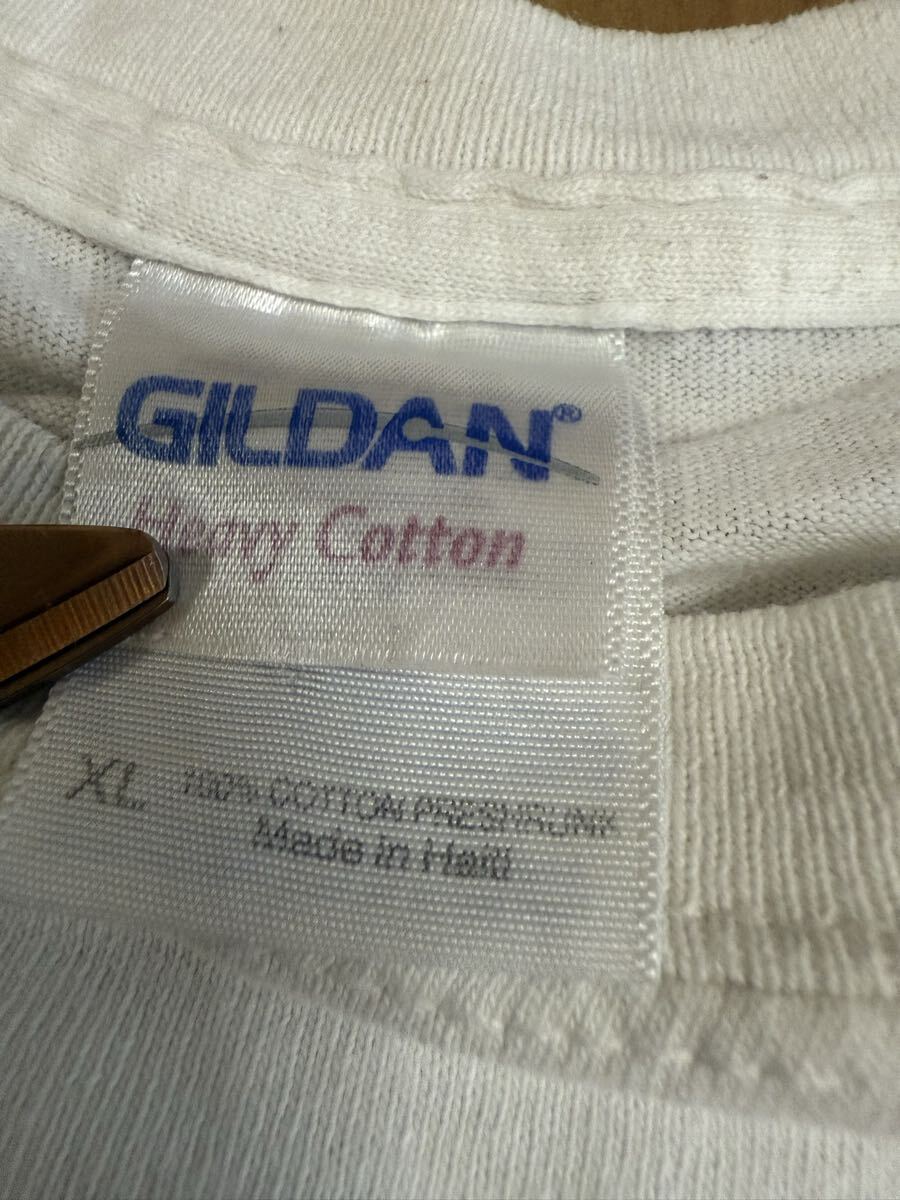 GILDAN®
Heavy Cotton
XL 100% COTTON PRESHRUNK
Made in Haiti